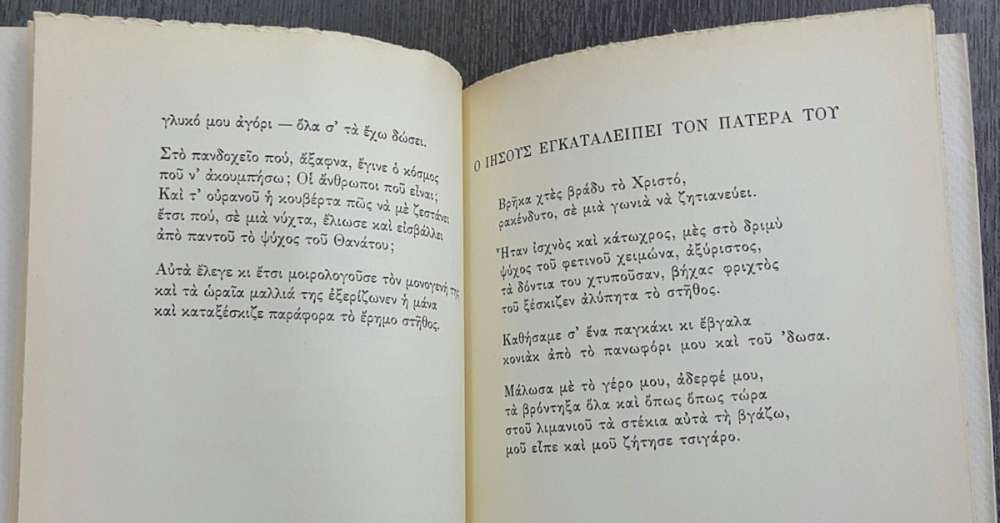 γλυκό μου ἀγόρι — ὅλα σ' τὰ ἔχω δώσει.
Στὸ πανδοχεῖο πού, ἄξαφνα, ἔγινε ὁ κόσμος
ποῦ ν' ἀκουμπήσω; Οἱ ἄνθρωποι ποῦ εἶναι;
Καὶ τ' οὐρανοῦ ἡ κουβέρτα πῶς νὰ μὲ ζεστάνει
ἔτσι πού, σὲ μιὰ νύχτα, ἔλιωσε καὶ εἰσβάλλει
ἀπὸ παντοῦ τὸ ψύχος τοῦ Θανάτου;
Αὐτὰ ἔλεγε κι ἔτσι μοιρολογοῦσε τὸν μονογενή της
καὶ τὰ ὡραῖα μαλλιά της ἐξερίζωνεν ἡ μάνα
καὶ καταξέσκιζε παράφορα τὸ ἔρημο στῆθος.
Ο ΙΗΣΟΥΣ ΕΓΚΑΤΑΛΕΙΠΕΙ ΤΟΝ ΠΑΤΕΡΑ ΤΟΥ
Βρῆκα χτὲς βράδυ τὸ Χριστό,
ρακένδυτο, σὲ μιὰ γωνιὰ νὰ ζητιανεύει.
Ἦταν ἰσχνὸς καὶ κάτωχρος, μὲς στὸ δριμὺ
ψύχος τοῦ φετινοῦ χειμώνα, ἀξύριστος,
τὰ δόντια του χτυποῦσαν, βήχας φριχτὸς
τοῦ ξέσκιζεν ἀλύπητα τὸ στῆθος.
Καθήσαμε σ' ἕνα παγκάκι κι ἔβγαλα
κονιὰκ ἀπὸ τὸ πανωφόρι μου καὶ τοῦ 'δωσα.
Μάλωσα μὲ τὸ γέρο μου, ἀδερφέ μου,
τὰ βρόντηξα ὅλα καὶ ὅπως ὅπως τώρα
στοῦ λιμανιοῦ τὰ στέκια αὐτὰ τὴ βγάζω,
μοῦ εἶπε καὶ μοῦ ζήτησε τσιγάρο.